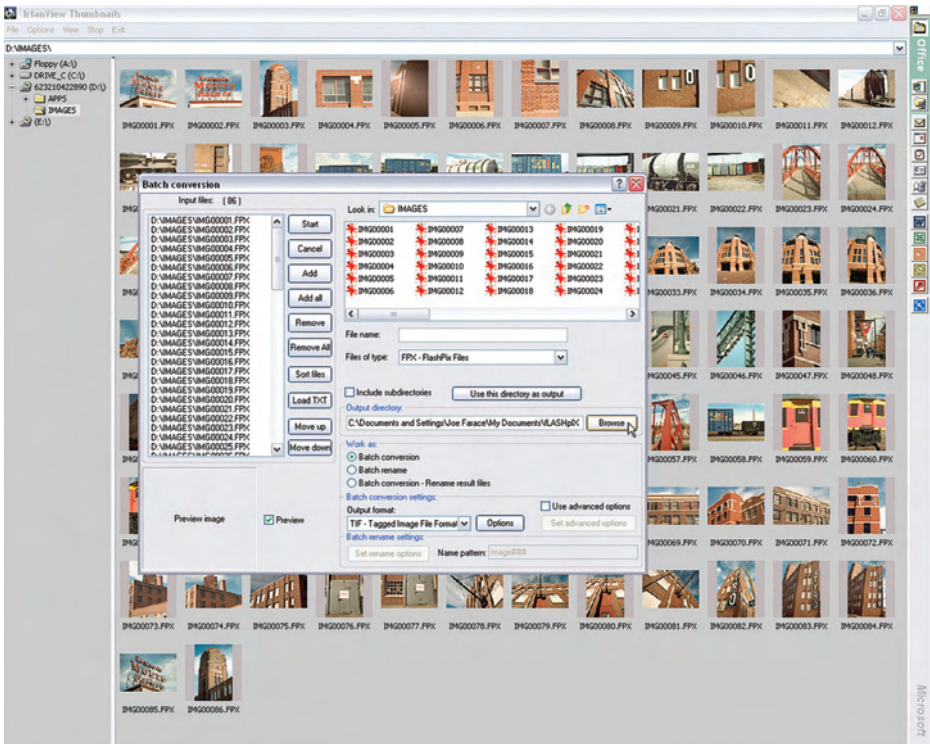 IrfanView Thumbnails
File Options View Stop Exit
D:\IMAGES\
Floppy (A:\)
DRIVE_C (C:\)
623210422890 (D:\)
APPS
IMAGES
(E:\)
Office
IMG00001.FPX IMG00002.FPX IMG00003.FPX IMG00004.FPX IMG00005.FPX IMG00006.FPX IMG00007.FPX IMG00008.FPX IMG00009.FPX IMG00010.FPX IMG00011.FPX IMG00012.FPX
IMG00021.FPX IMG00022.FPX IMG00023.FPX IMG00024.FPX
IMG00033.FPX IMG00034.FPX IMG00035.FPX IMG00036.FPX
IMG00045.FPX IMG00046.FPX IMG00047.FPX IMG00048.FPX
IMG00057.FPX IMG00058.FPX IMG00059.FPX IMG00060.FPX
IMG00069.FPX IMG00070.FPX IMG00071.FPX IMG00072.FPX
Batch conversion
Input files: (86)
D:\IMAGES\IMG00001.FPX
D:\IMAGES\IMG00002.FPX
D:\IMAGES\IMG00003.FPX
D:\IMAGES\IMG00004.FPX
D:\IMAGES\IMG00005.FPX
D:\IMAGES\IMG00006.FPX
D:\IMAGES\IMG00007.FPX
D:\IMAGES\IMG00008.FPX
D:\IMAGES\IMG00009.FPX
D:\IMAGES\IMG00010.FPX
D:\IMAGES\IMG00011.FPX
D:\IMAGES\IMG00012.FPX
D:\IMAGES\IMG00013.FPX
D:\IMAGES\IMG00014.FPX
D:\IMAGES\IMG00015.FPX
D:\IMAGES\IMG00016.FPX
D:\IMAGES\IMG00017.FPX
D:\IMAGES\IMG00018.FPX
D:\IMAGES\IMG00019.FPX
D:\IMAGES\IMG00020.FPX
D:\IMAGES\IMG00021.FPX
D:\IMAGES\IMG00022.FPX
D:\IMAGES\IMG00023.FPX
D:\IMAGES\IMG00024.FPX
D:\IMAGES\IMG00025.FPX
Start
Cancel
Add
Add all
Remove
Remove All
Sort files
Load TXT
Move up
Move down
Preview image
Preview
Look in: IMAGES
IMG00001 IMG00007 IMG00013 IMG00019
IMG00002 IMG00008 IMG00014 IMG00020
IMG00003 IMG00009 IMG00015 IMG00021
IMG00004 IMG00010 IMG00016 IMG00022
IMG00005 IMG00011 IMG00017 IMG00023
IMG00006 IMG00012 IMG00018 IMG00024
File name:
Files of type: FPX - FlashPix Files
Include subdirectories Use this directory as output
Output directory:
C:\Documents and Settings\Joe Farace\My Documents\VLASHpIX Browse
Work as:
Batch conversion
Batch rename
Batch conversion - Rename result files
Batch conversion settings:
Output format: Use advanced options
TIF - Tagged Image File Format Options Set advanced options
Batch rename settings:
Set rename options Name pattern: image###
IMG00073.FPX IMG00074.FPX IMG00075.FPX IMG00076.FPX IMG00077.FPX IMG00078.FPX IMG00079.FPX IMG00080.FPX IMG00081.FPX IMG00082.FPX IMG00083.FPX IMG00084.FPX
IMG00085.FPX IMG00086.FPX
Microsoft